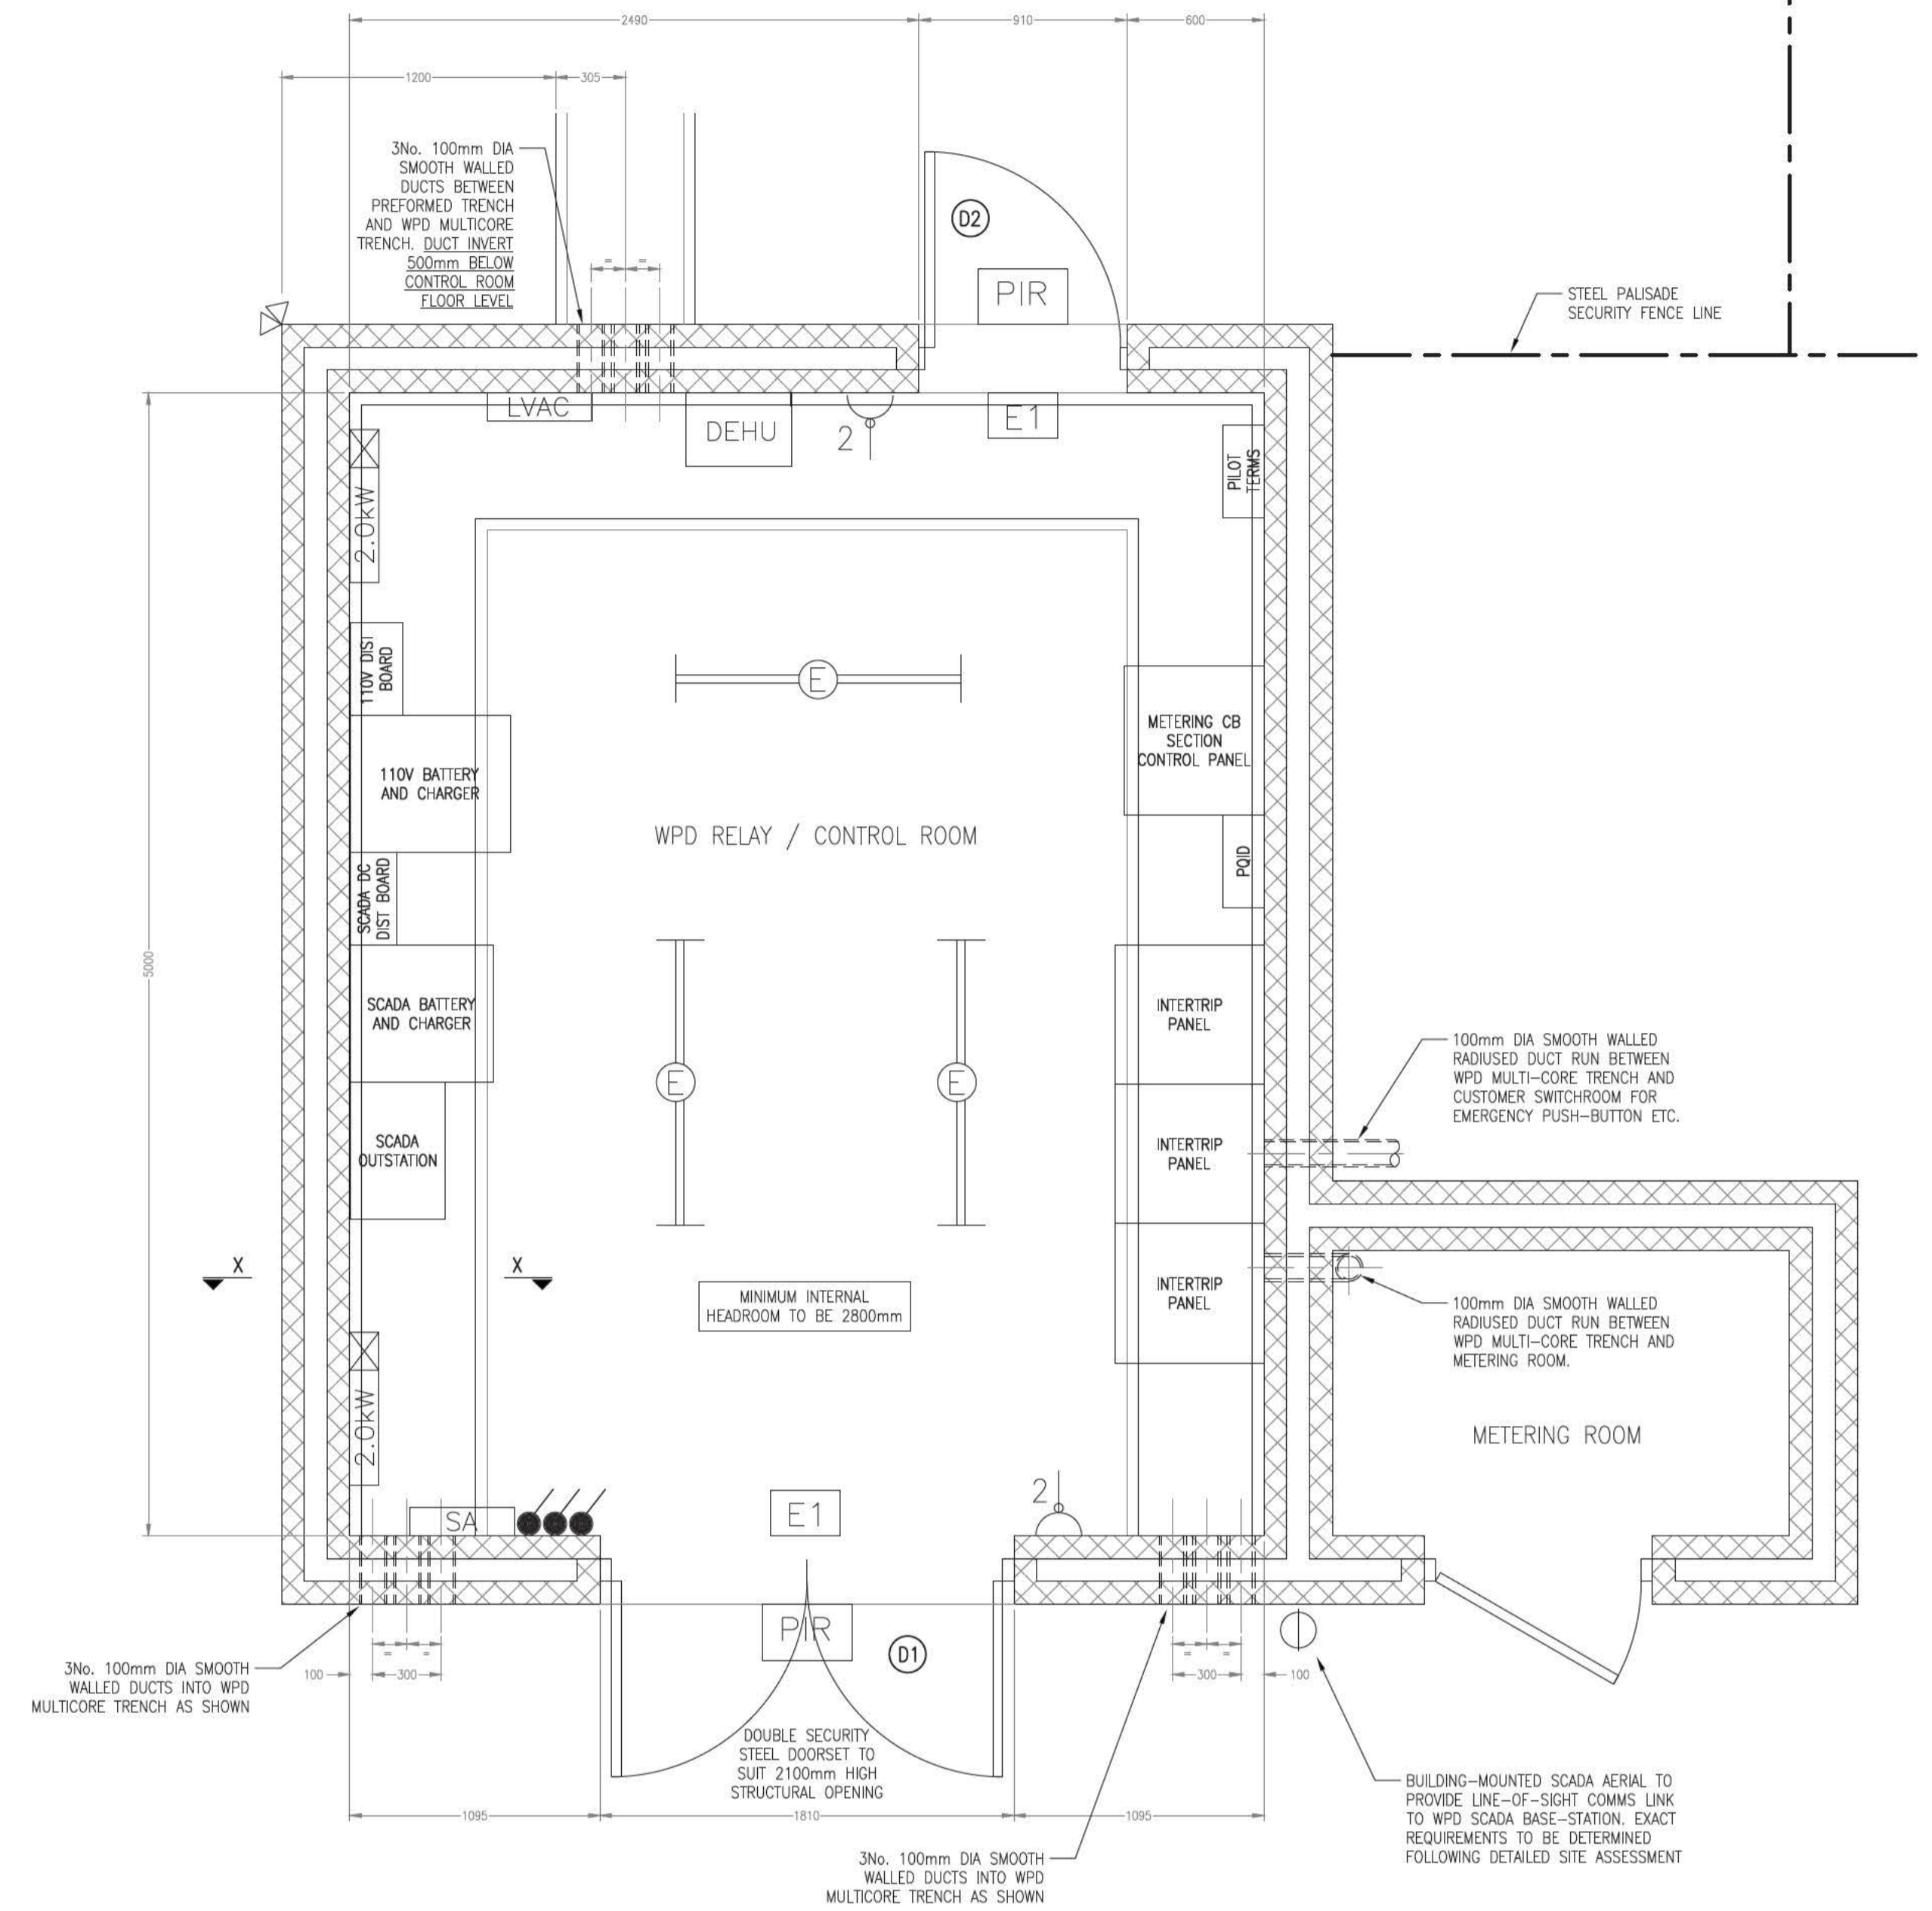 2490
910
600
1200
305
3No. 100mm DIA
SMOOTH WALLED
DUCTS BETWEEN
PREFORMED TRENCH
AND WPD MULTICORE
TRENCH. DUCT INVERT
500mm BELOW
CONTROL ROOM
FLOOR LEVEL
= =
D2
PIR
STEEL PALISADE
SECURITY FENCE LINE
LVAC
DEHU
2
E1
PILOT
TERMS
2.0kW
110V DIST
BOARD
E
METERING CB
SECTION
CONTROL PANEL
110V BATTERY
AND CHARGER
WPD RELAY / CONTROL ROOM
PQID
SCADA DC
DIST BOARD
5000
SCADA BATTERY
AND CHARGER
INTERTRIP
PANEL
E
E
100mm DIA SMOOTH WALLED
RADIUSED DUCT RUN BETWEEN
WPD MULTI-CORE TRENCH AND
CUSTOMER SWITCHROOM FOR
EMERGENCY PUSH-BUTTON ETC.
SCADA
OUTSTATION
INTERTRIP
PANEL
X
X
MINIMUM INTERNAL
HEADROOM TO BE 2800mm
INTERTRIP
PANEL
100mm DIA SMOOTH WALLED
RADIUSED DUCT RUN BETWEEN
WPD MULTI-CORE TRENCH AND
METERING ROOM.
2.0kW
METERING ROOM
SA
E1
2
PIR
D1
= =
= =
100
300
300
100
3No. 100mm DIA SMOOTH
WALLED DUCTS INTO WPD
MULTICORE TRENCH AS SHOWN
DOUBLE SECURITY
STEEL DOORSET TO
SUIT 2100mm HIGH
STRUCTURAL OPENING
1095
1810
1095
BUILDING-MOUNTED SCADA AERIAL TO
PROVIDE LINE-OF-SIGHT COMMS LINK
TO WPD SCADA BASE-STATION. EXACT
REQUIREMENTS TO BE DETERMINED
FOLLOWING DETAILED SITE ASSESSMENT
3No. 100mm DIA SMOOTH
WALLED DUCTS INTO WPD
MULTICORE TRENCH AS SHOWN